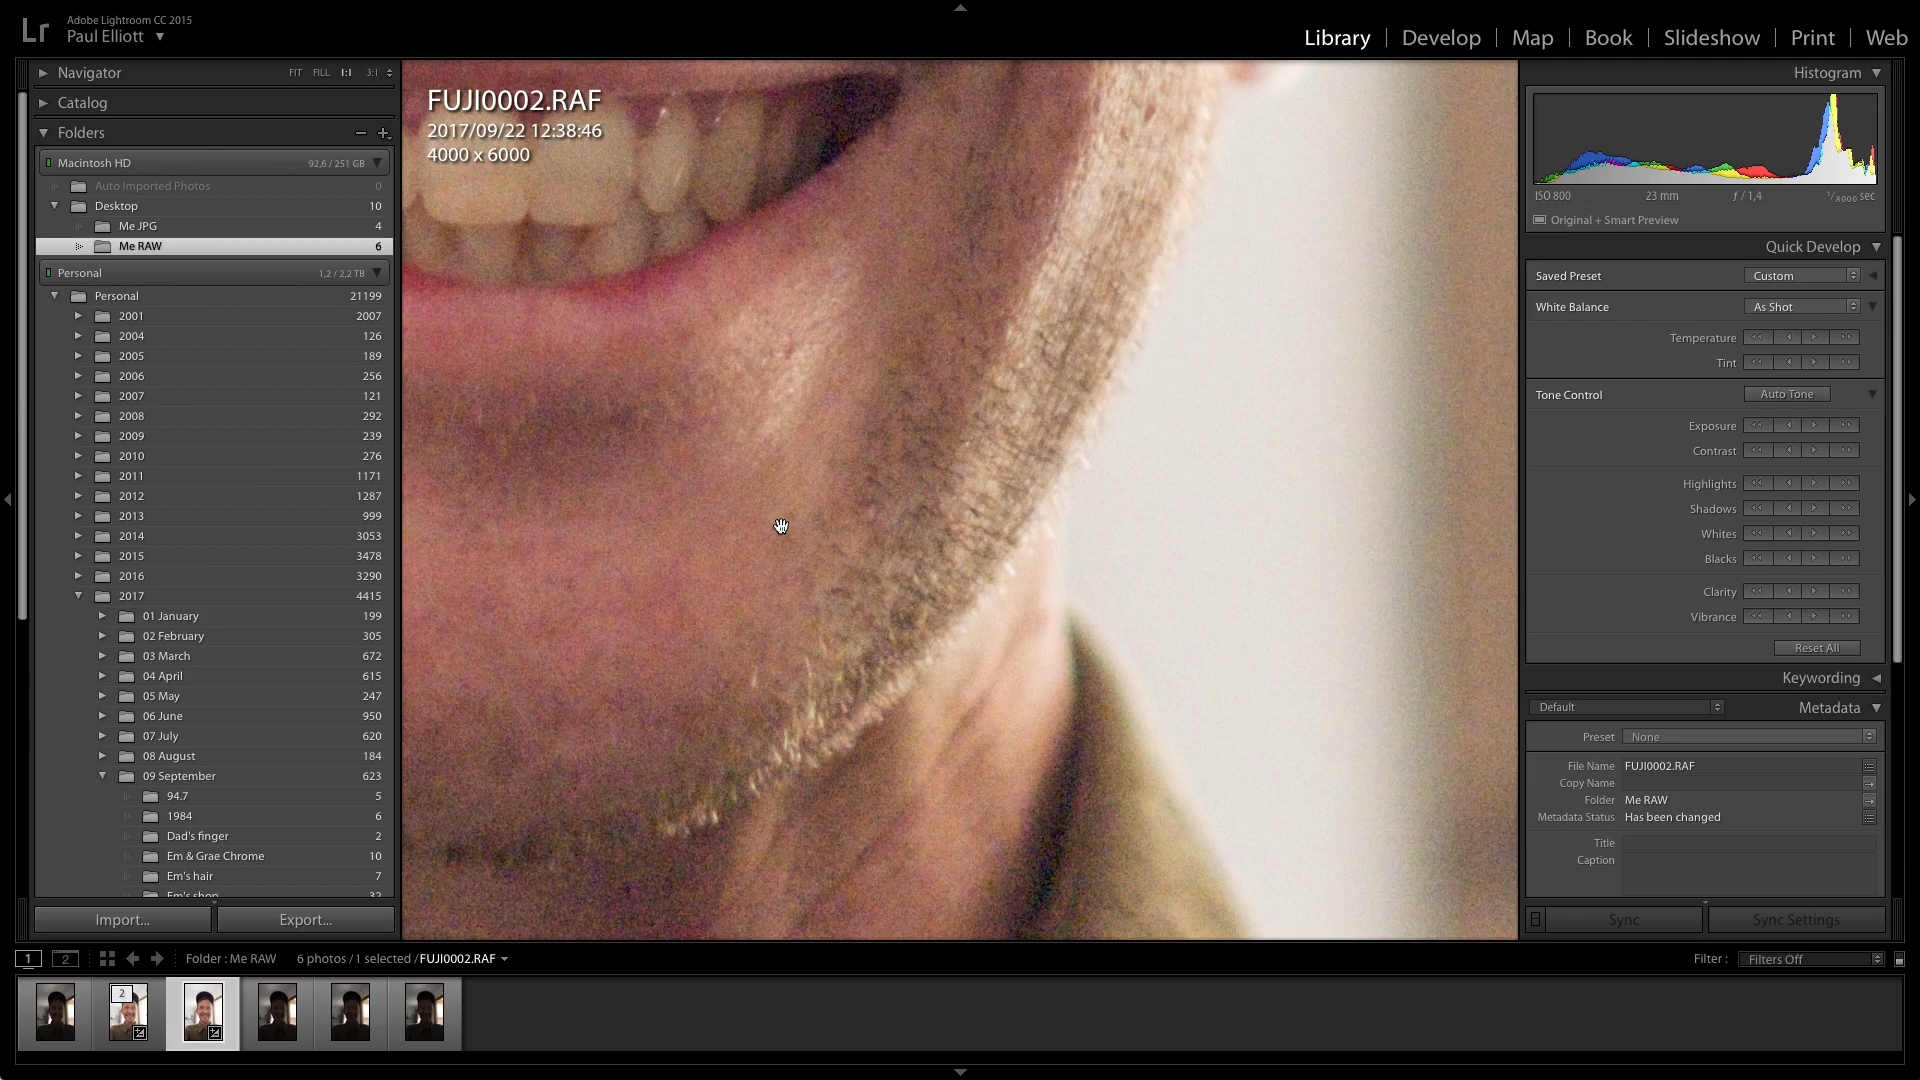 Lr
Adobe Lightroom CC 2015
Paul Elliott
Library | Develop | Map | Book | Slideshow | Print | Web
Navigator FIT FILL 1:1 3:1
Catalog
Folders
Macintosh HD 92,6 / 251 GB
Auto Imported Photos 0
Desktop 10
Me JPG 4
Me RAW 6
Personal 1,2 / 2,2 TB
Personal 21199
2001 2007
2004 126
2005 189
2006 256
2007 121
2008 292
2009 239
2010 276
2011 1171
2012 1287
2013 999
2014 3053
2015 3478
2016 3290
2017 4415
01 January 199
02 February 305
03 March 672
04 April 615
05 May 247
06 June 950
07 July 620
08 August 184
09 September 623
94.7 5
1984 6
Dad's finger 2
Em & Grae Chrome 10
Em's hair 7
Em's shop 32
Import... Export...
FUJI0002.RAF
2017/09/22 12:38:46
4000 x 6000
Histogram
ISO 800 23 mm ƒ / 1,4 1/8000 sec
Original + Smart Preview
Quick Develop
Saved Preset Custom
White Balance As Shot
Temperature
Tint
Tone Control Auto Tone
Exposure
Contrast
Highlights
Shadows
Whites
Blacks
Clarity
Vibrance
Reset All
Keywording
Default Metadata
Preset None
File Name FUJI0002.RAF
Copy Name
Folder Me RAW
Metadata Status Has been changed
Title
Caption
Sync Sync Settings
1 2 Folder : Me RAW 6 photos / 1 selected / FUJI0002.RAF Filter : Filters Off
2